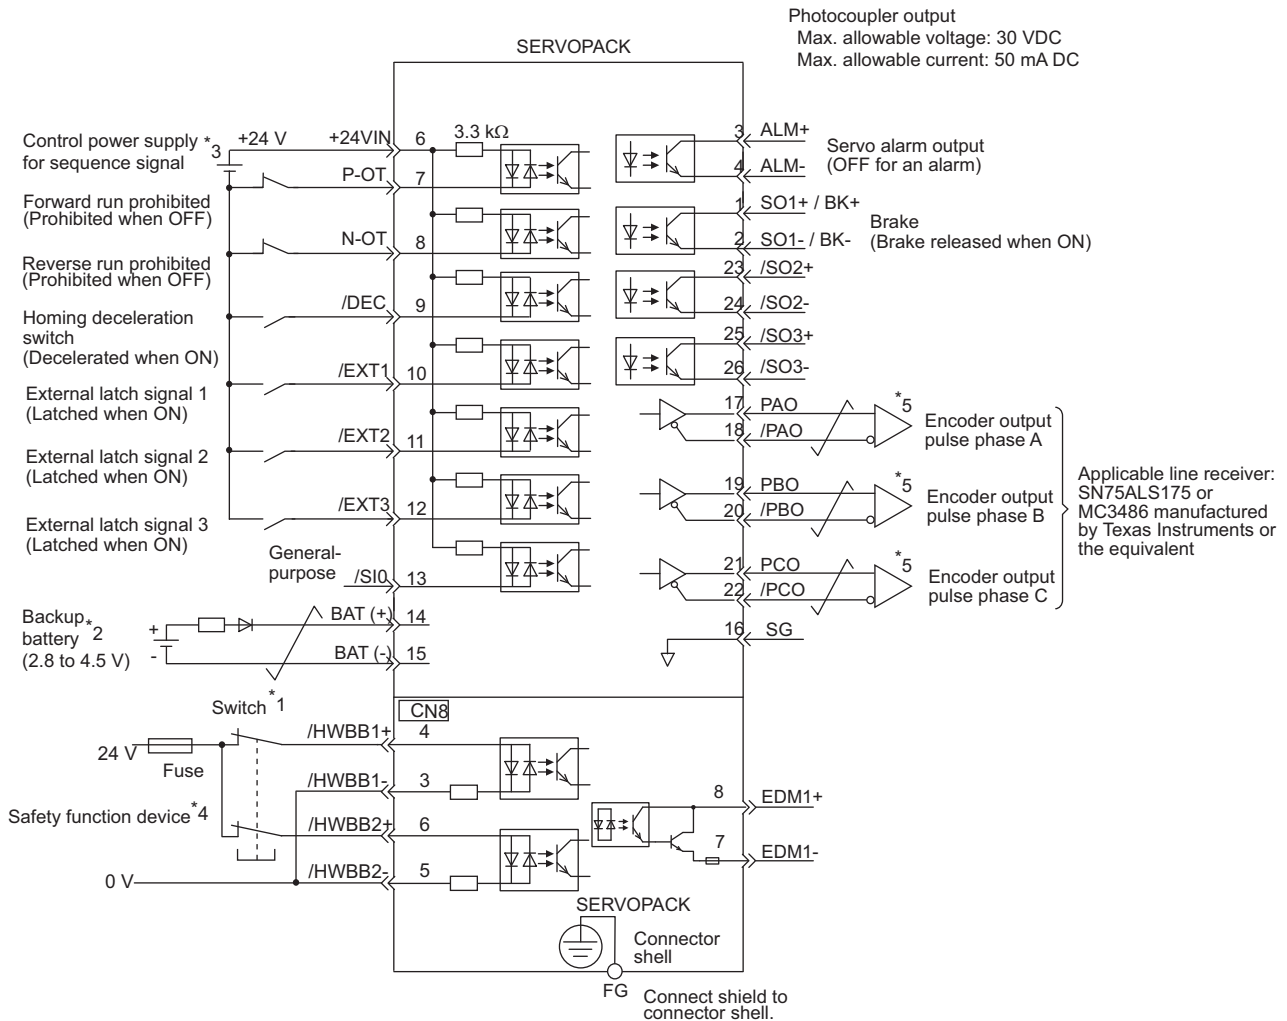 Photocoupler output
Max. allowable voltage: 30 VDC
Max. allowable current: 50 mA DC
SERVOPACK
Control power supply *3
for sequence signal
+24 V
+24VIN
6
3.3 kΩ
P-OT
7
Forward run prohibited
(Prohibited when OFF)
N-OT
8
Reverse run prohibited
(Prohibited when OFF)
/DEC
9
Homing deceleration
switch
(Decelerated when ON)
/EXT1
10
External latch signal 1
(Latched when ON)
/EXT2
11
External latch signal 2
(Latched when ON)
/EXT3
12
External latch signal 3
(Latched when ON)
General-
purpose
/SI0
13
Backup
battery *2
(2.8 to 4.5 V)
+
-
BAT (+)
14
BAT (-)
15
3
ALM+
4
ALM-
Servo alarm output
(OFF for an alarm)
1
SO1+ / BK+
2
SO1- / BK-
Brake
(Brake released when ON)
23
/SO2+
24
/SO2-
25
/SO3+
26
/SO3-
17
PAO
18
/PAO
*5
Encoder output
pulse phase A
19
PBO
20
/PBO
*5
Encoder output
pulse phase B
21
PCO
22
/PCO
*5
Encoder output
pulse phase C
Applicable line receiver:
SN75ALS175 or
MC3486 manufactured
by Texas Instruments or
the equivalent
16
SG
Switch *1
CN8
24 V
Fuse
/HWBB1+
4
/HWBB1-
3
Safety function device *4
/HWBB2+
6
/HWBB2-
5
0 V
8
EDM1+
7
EDM1-
SERVOPACK
Connector
shell
FG
Connect shield to
connector shell.